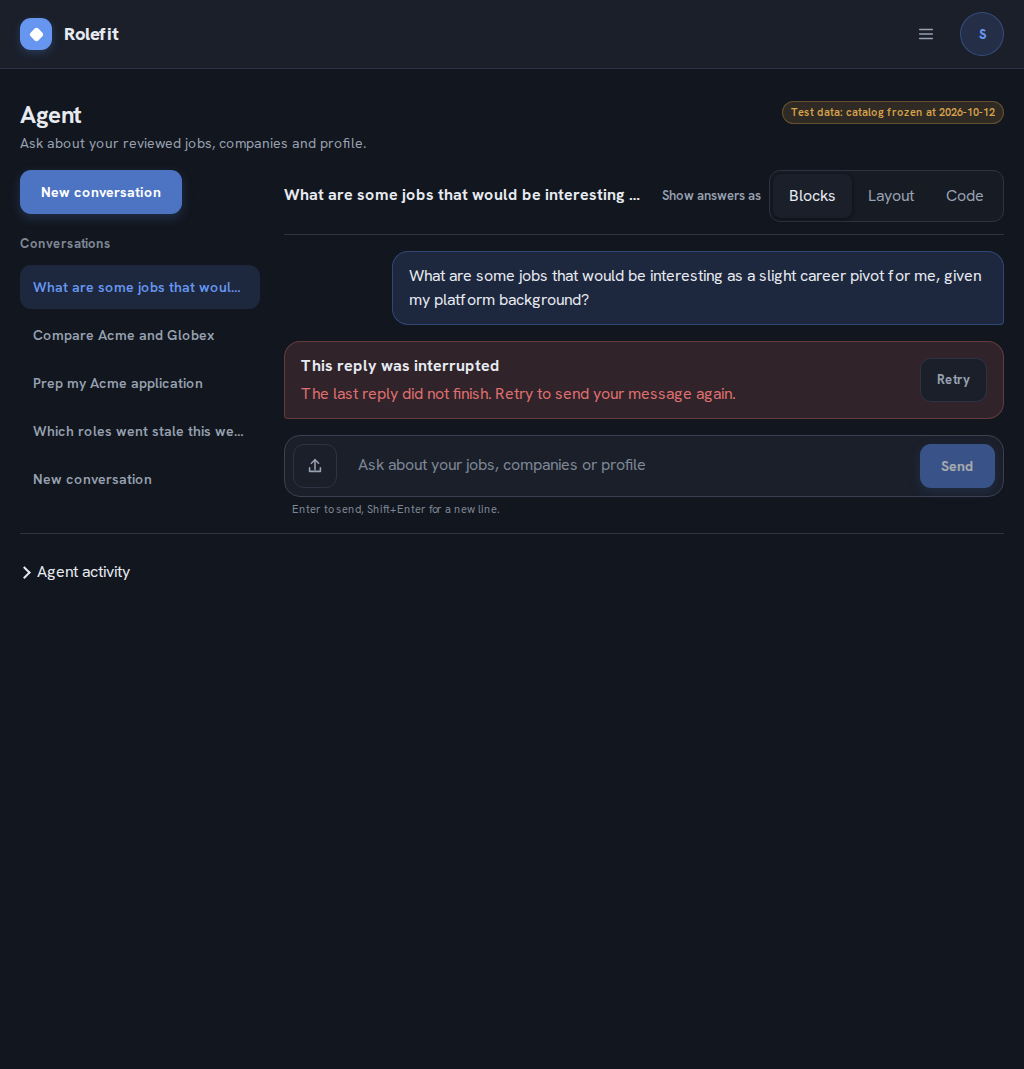 Rolefit
S
Agent
Test data: catalog frozen at 2026-10-12
Ask about your reviewed jobs, companies and profile.
New conversation
Conversations
What are some jobs that woul...
Compare Acme and Globex
Prep my Acme application
Which roles went stale this we...
New conversation
What are some jobs that would be interesting ...
Show answers as
Blocks
Layout
Code
What are some jobs that would be interesting as a slight career pivot for me, given
my platform background?
This reply was interrupted
The last reply did not finish. Retry to send your message again.
Retry
Ask about your jobs, companies or profile
Send
Enter to send, Shift+Enter for a new line.
Agent activity